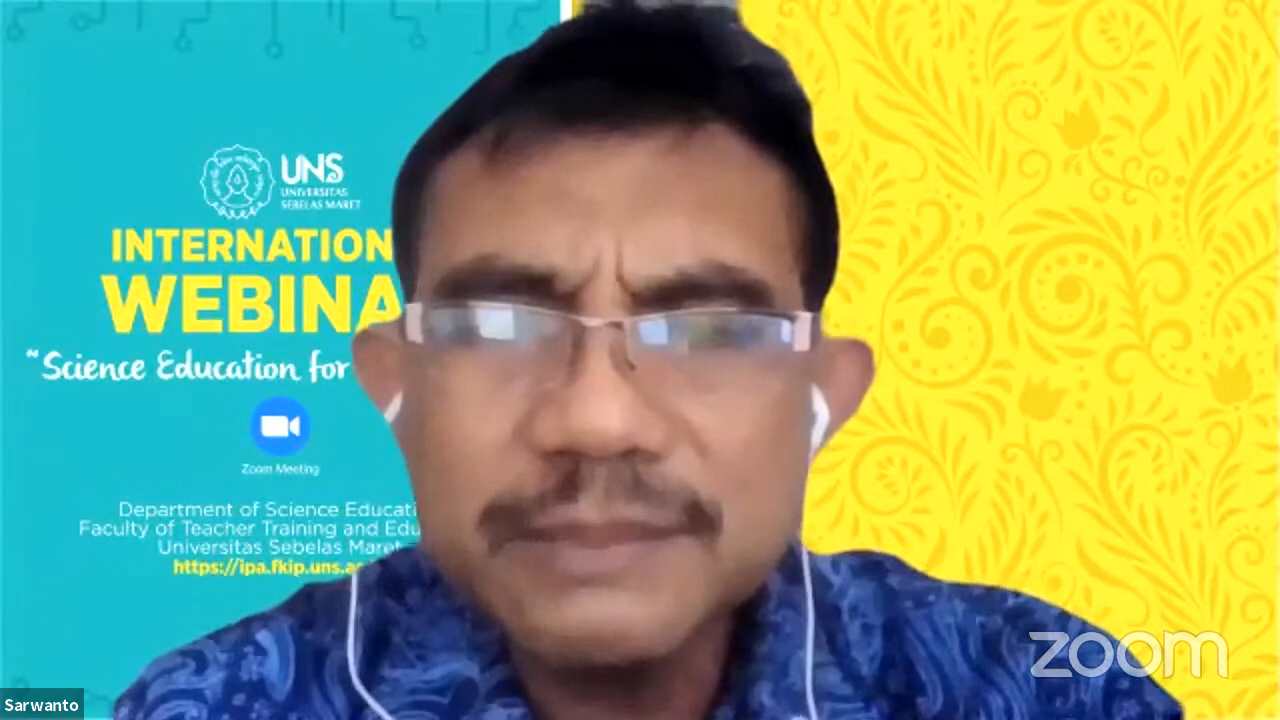 UNS
UNIVERSITAS
SEBELAS MARET
INTERNATION
WEBINA
“Science Education for
Zoom Meeting
Department of Science Educati
Faculty of Teacher Training and Edu
Universitas Sebelas Maret
https://ipa.fkip.uns.ac
zoom
Sarwanto